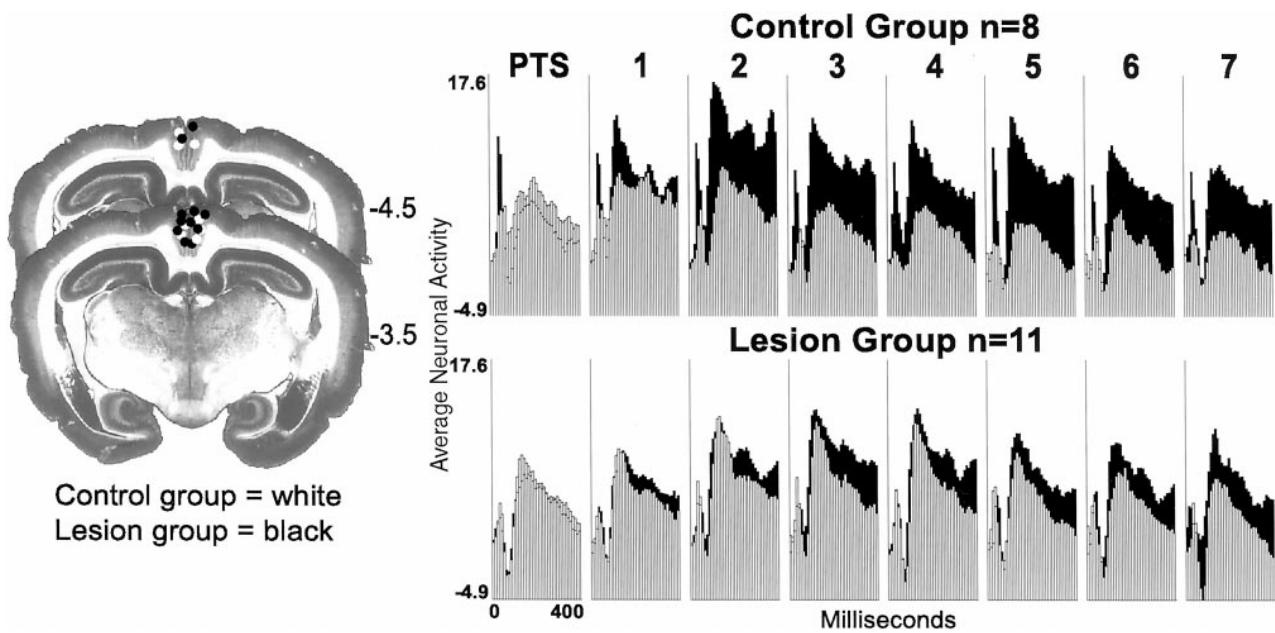 Control Group n=8
PTS 1 2 3 4 5 6 7
17.6
-4.9
Average Neuronal Activity
Lesion Group n=11
17.6
-4.9
0 400
Milliseconds
-4.5
-3.5
Control group = white
Lesion group = black